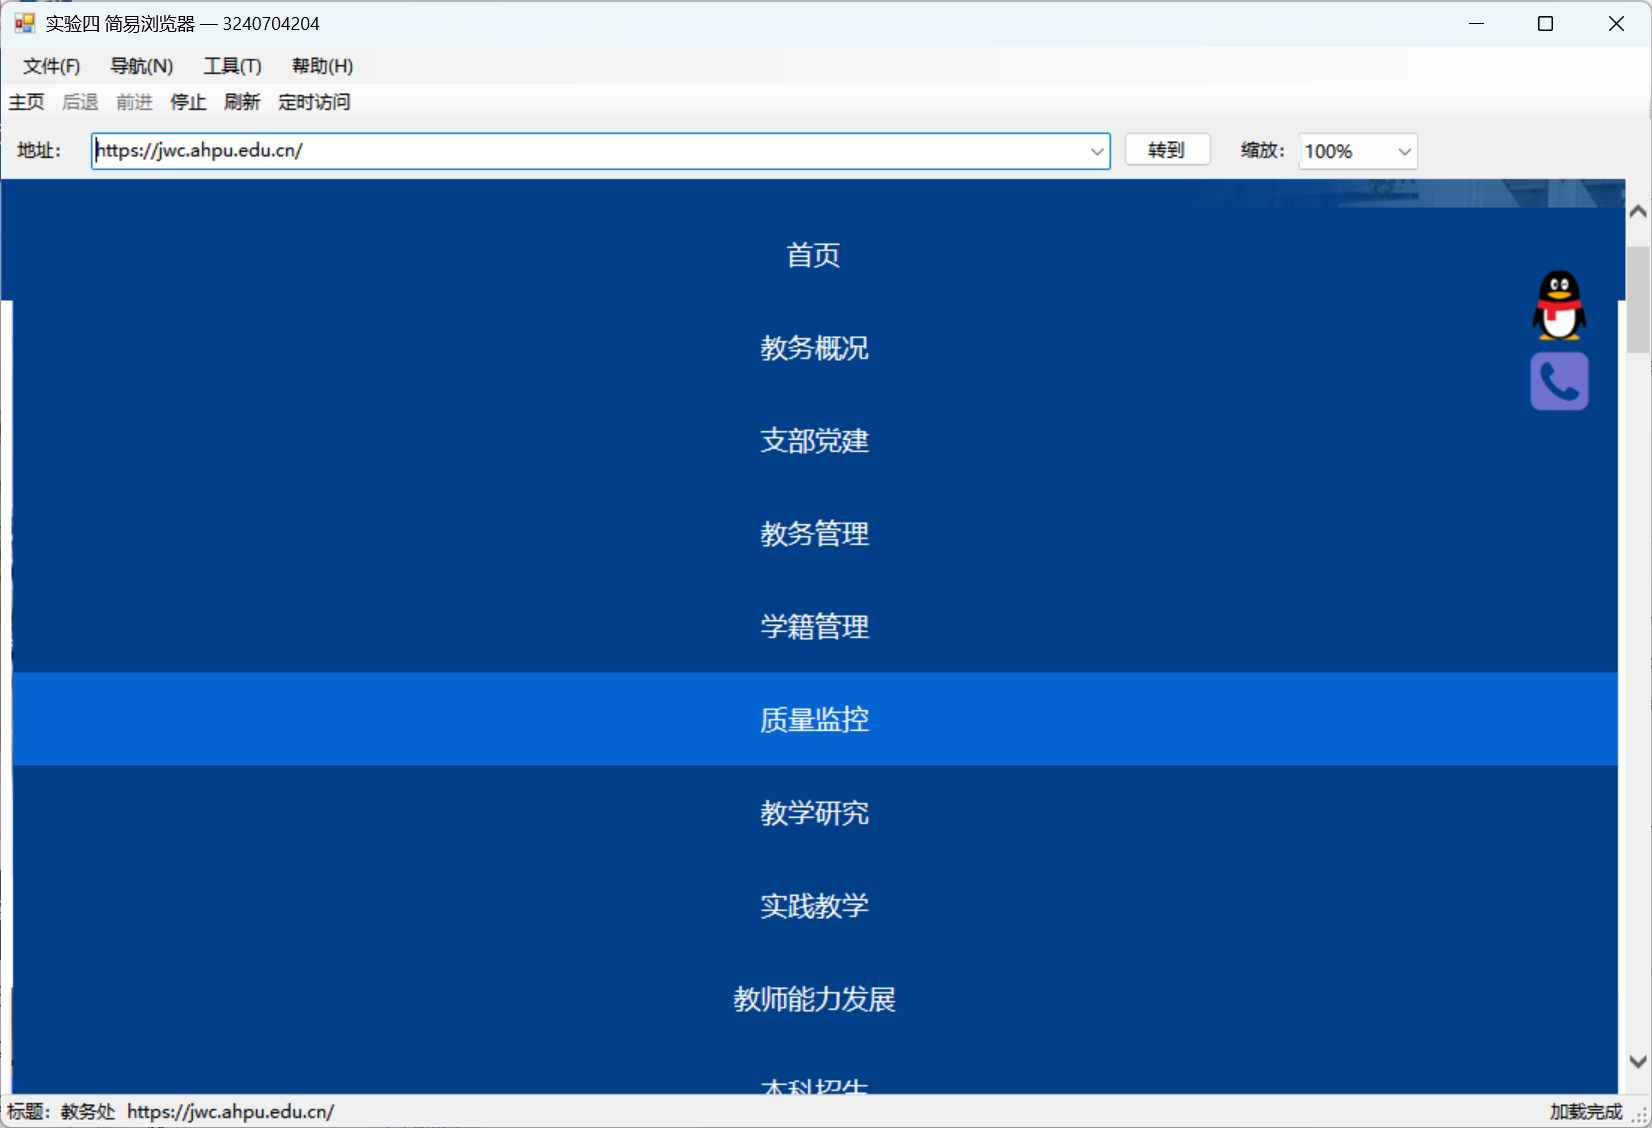 实验四 简易浏览器 — 3240704204
文件(F) 导航(N) 工具(T) 帮助(H)
主页 后退 前进 停止 刷新 定时访问
地址： https://jwc.ahpu.edu.cn/ 转到 缩放： 100%
首页
教务概况
支部党建
教务管理
学籍管理
质量监控
教学研究
实践教学
教师能力发展
本科招生
标题：教务处 https://jwc.ahpu.edu.cn/ 加载完成